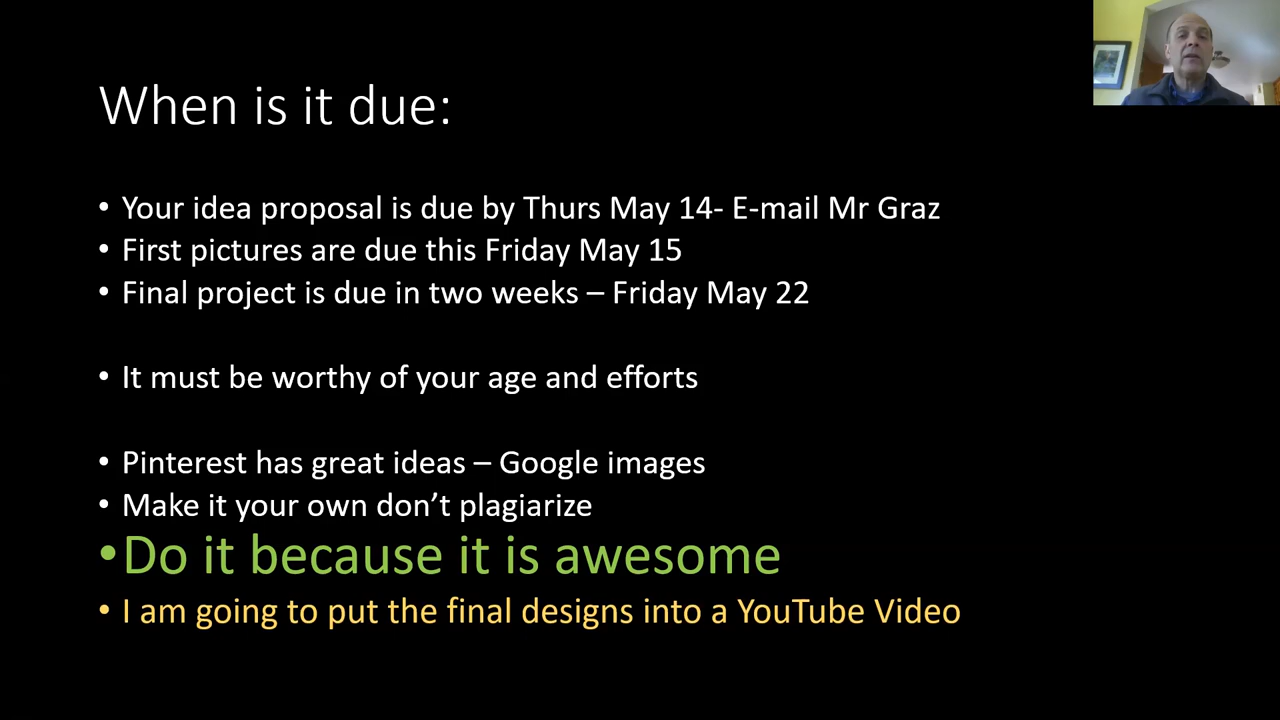 When is it due:
• Your idea proposal is due by Thurs May 14- E-mail Mr Graz
• First pictures are due this Friday May 15
• Final project is due in two weeks – Friday May 22
• It must be worthy of your age and efforts
• Pinterest has great ideas – Google images
• Make it your own don’t plagiarize
• Do it because it is awesome
• I am going to put the final designs into a YouTube Video